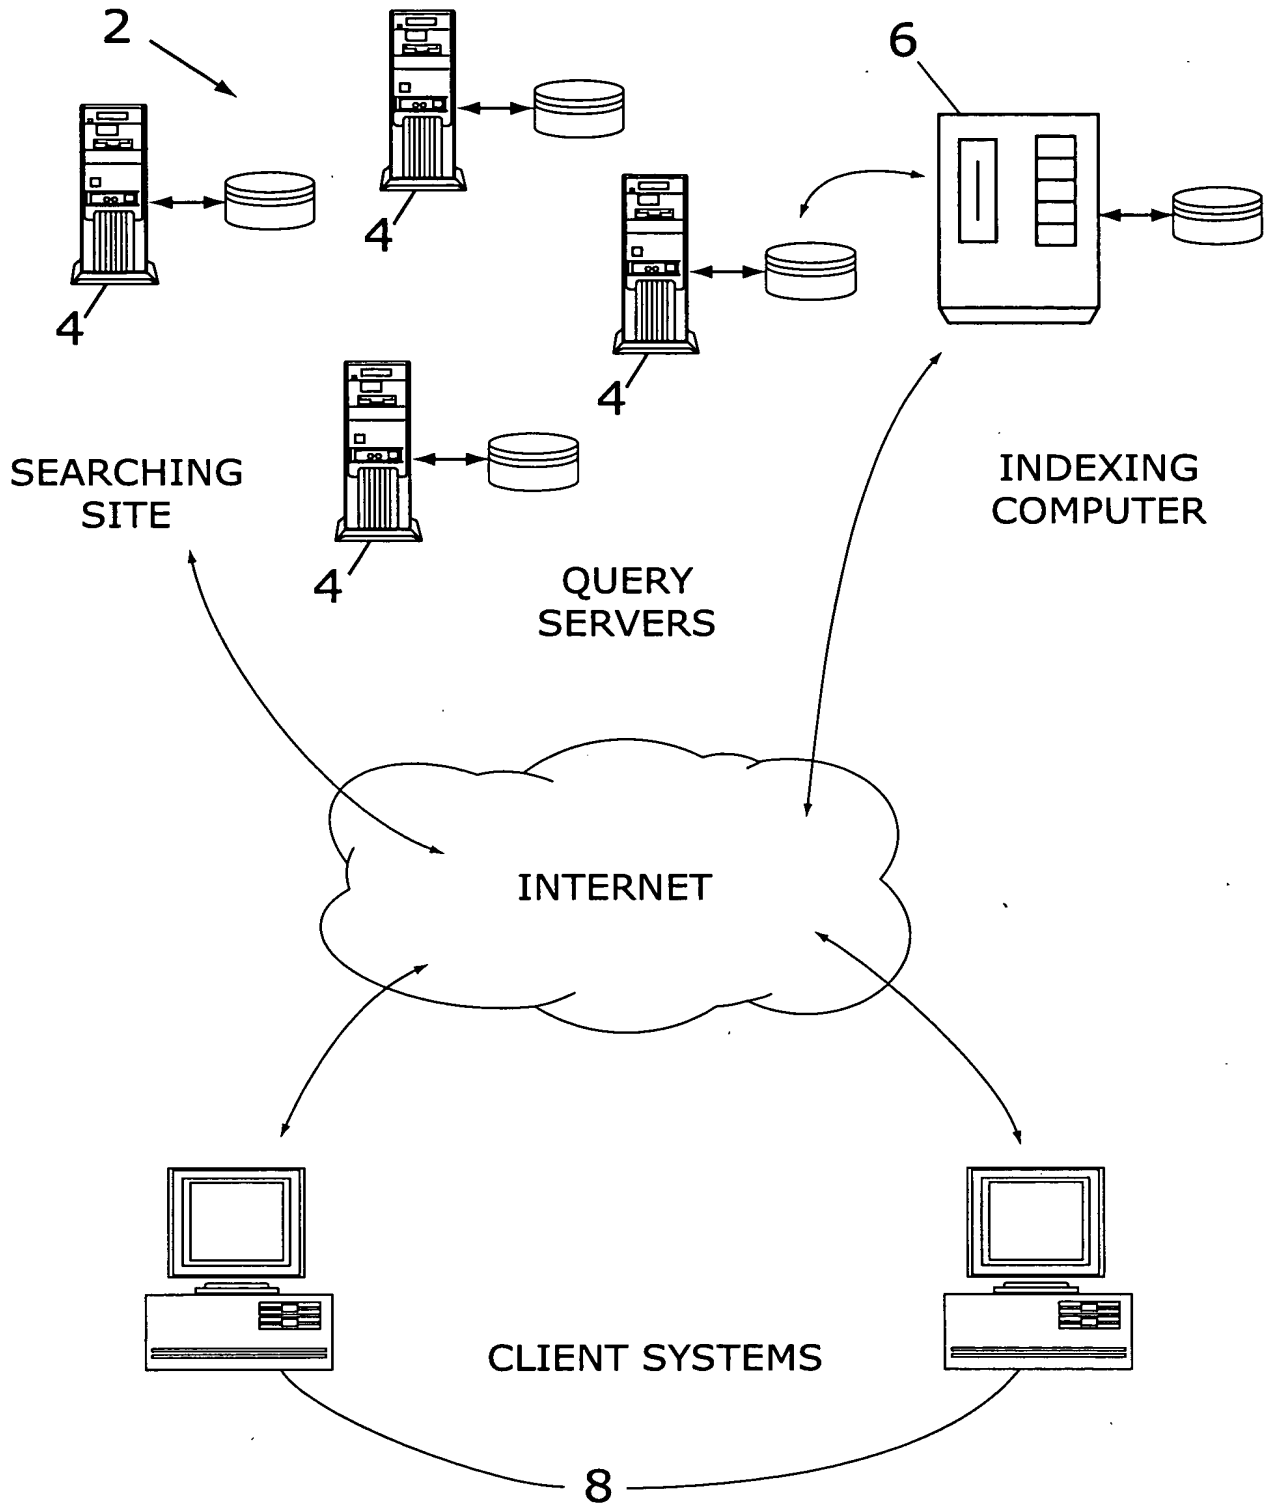 2
6
4
4
4
4
SEARCHING
SITE
INDEXING
COMPUTER
QUERY
SERVERS
INTERNET
CLIENT SYSTEMS
8